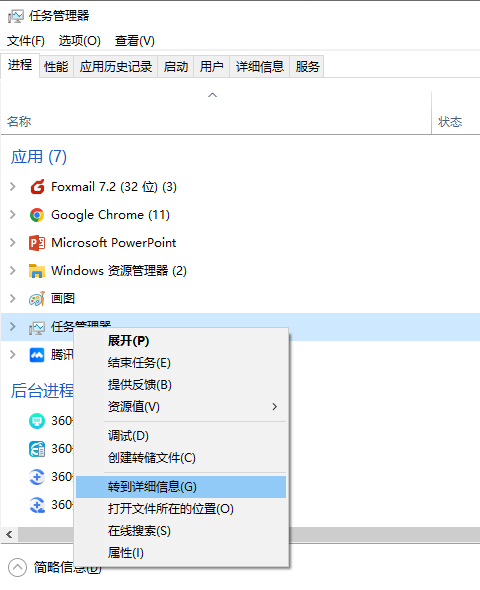 任务管理器
文件(F) 选项(O) 查看(V)
进程 性能 应用历史记录 启动 用户 详细信息 服务
名称 状态
应用 (7)
Foxmail 7.2 (32 位) (3)
Google Chrome (11)
Microsoft PowerPoint
Windows 资源管理器 (2)
画图
任务管理器
腾讯
后台进程
360
360
360
360
展开(P)
结束任务(E)
提供反馈(B)
资源值(V)
调试(D)
创建转储文件(C)
转到详细信息(G)
打开文件所在的位置(O)
在线搜索(S)
属性(I)
简略信息(D)